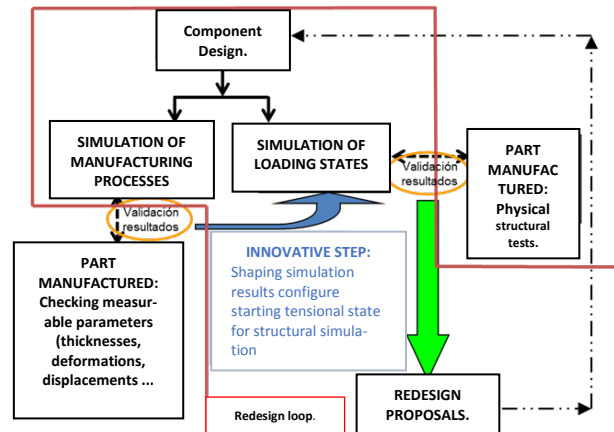 Component
Design.
SIMULATION OF
MANUFACTURING
PROCESSES
SIMULATION OF
LOADING STATES
Validación
resultados
PART
MANUFAC
TURED:
Physical
structural
tests.
Validación
resultados
PART
MANUFACTURED:
Checking measur-
able parameters
(thicknesses,
deformations,
displacements ...
INNOVATIVE STEP:
Shaping simulation
results configure
starting tensional state
for structural simula-
tion
REDESIGN
PROPOSALS.
Redesign loop.